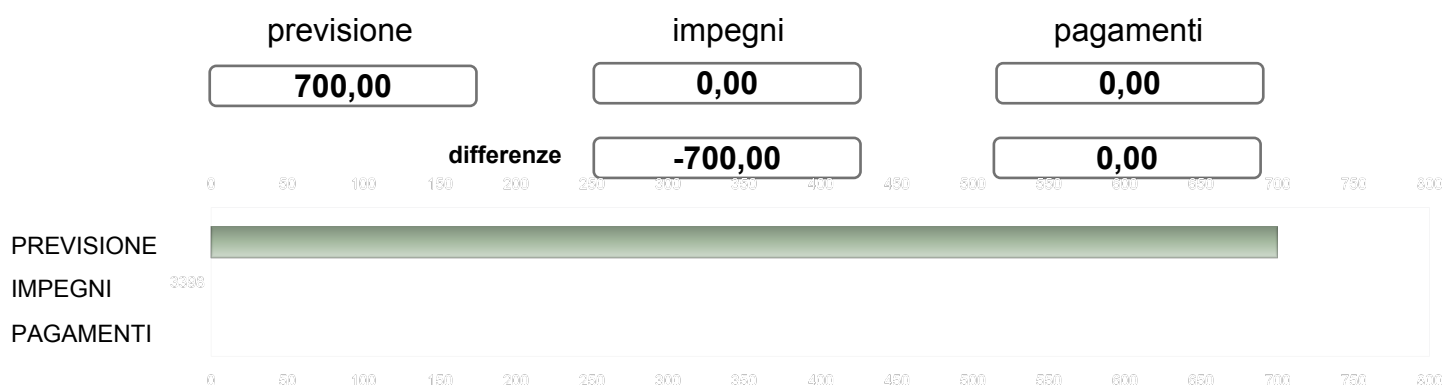 previsione impegni pagamenti
700,00 0,00 0,00
differenze -700,00 0,00
0 50 100 150 200 250 300 350 400 450 500 550 600 650 700 750 800
PREVISIONE
IMPEGNI 3396
PAGAMENTI
0 50 100 150 200 250 300 350 400 450 500 550 600 650 700 750 800